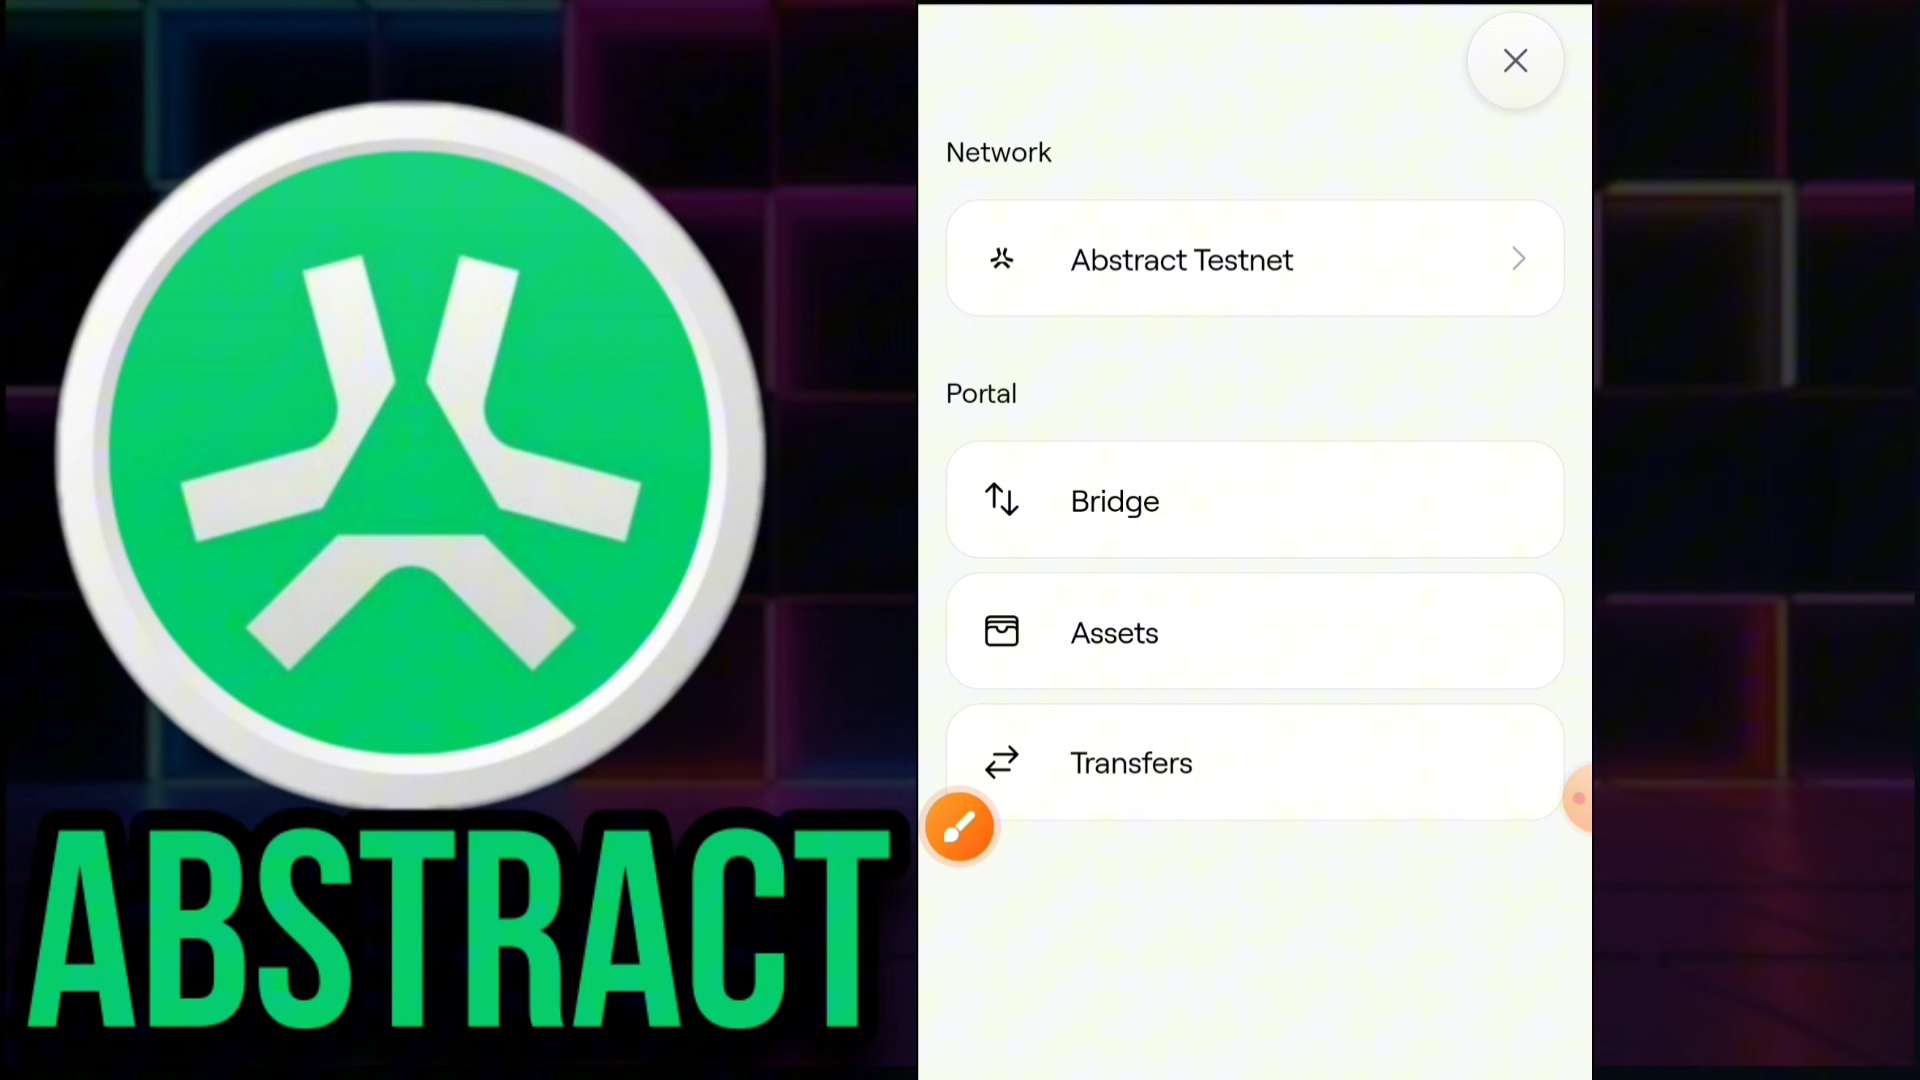 ABSTRACT
Network
Abstract Testnet
Portal
Bridge
Assets
Transfers